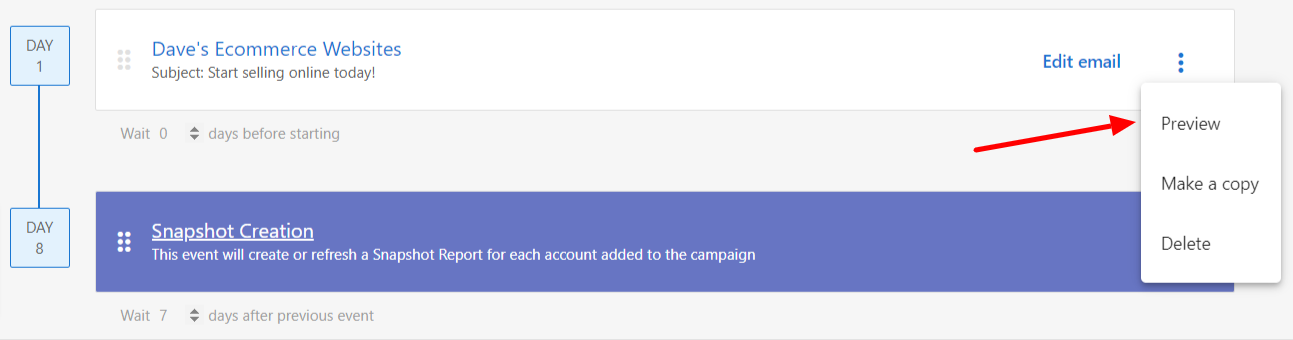 DAY
1
Dave's Ecommerce Websites
Subject: Start selling online today!
Edit email
Preview
Make a copy
Delete
Wait 0 days before starting
DAY
8
Snapshot Creation
This event will create or refresh a Snapshot Report for each account added to the campaign
Wait 7 days after previous event